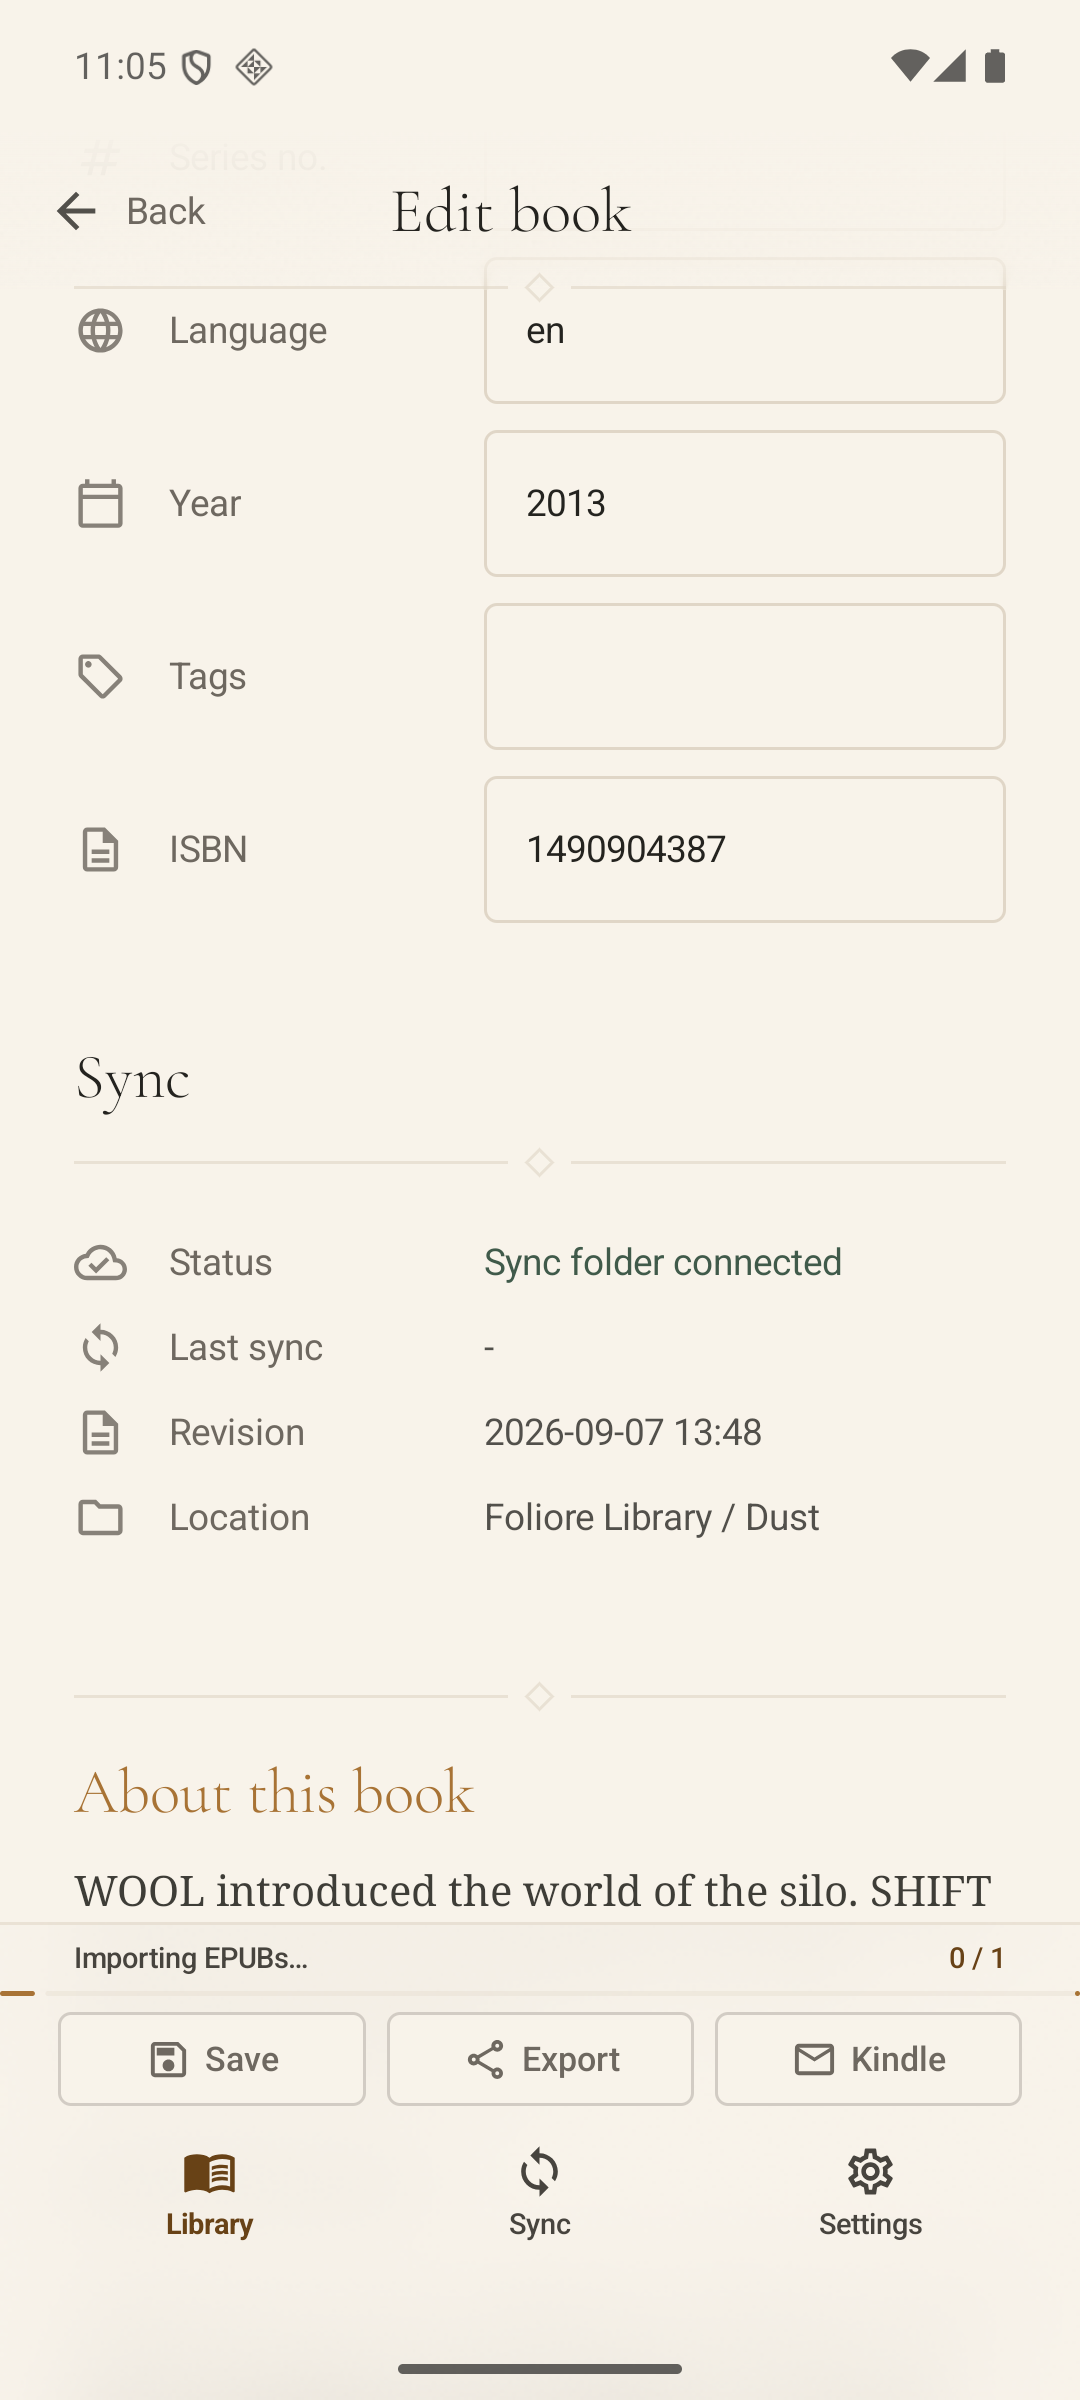 11:05
Series no.
Back
Edit book
Language
en
Year
2013
Tags
ISBN
1490904387
Sync
Status
Sync folder connected
Last sync
-
Revision
2026-09-07 13:48
Location
Foliore Library / Dust
About this book
WOOL introduced the world of the silo. SHIFT
Importing EPUBs...
0 / 1
Save
Export
Kindle
Library
Sync
Settings